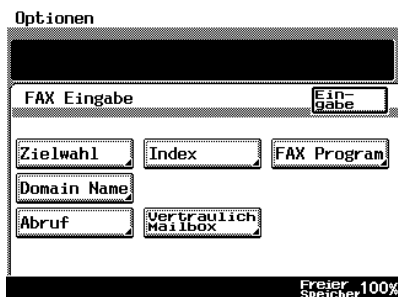 Optionen
FAX Eingabe
Ein-
gabe
Zielwahl
Index
FAX Program
Domain Name
Abruf
Vertraulich
Mailbox
Freier
Speicher 100%